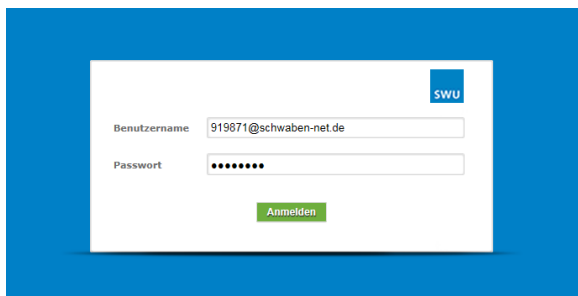 SWU
Benutzername 919871@schwaben-net.de
Passwort ••••••••
Anmelden